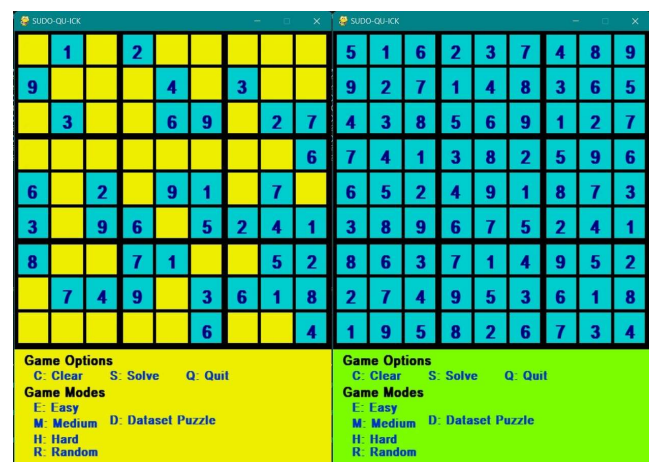 SUDO-QU-ICK
1 2
9 4 3
3 6 9 2 7
6
6 2 9 1 7
3 9 6 5 2 4 1
8 7 1 5 2
7 4 9 3 6 1 8
6 4
Game Options
C: Clear S: Solve Q: Quit
Game Modes
E: Easy
M: Medium D: Dataset Puzzle
H: Hard
R: Random
SUDO-QU-ICK
5 1 6 2 3 7 4 8 9
9 2 7 1 4 8 3 6 5
4 3 8 5 6 9 1 2 7
7 4 1 3 8 2 5 9 6
6 5 2 4 9 1 8 7 3
3 8 9 6 7 5 2 4 1
8 6 3 7 1 4 9 5 2
2 7 4 9 5 3 6 1 8
1 9 5 8 2 6 7 3 4
Game Options
C: Clear S: Solve Q: Quit
Game Modes
E: Easy
M: Medium D: Dataset Puzzle
H: Hard
R: Random